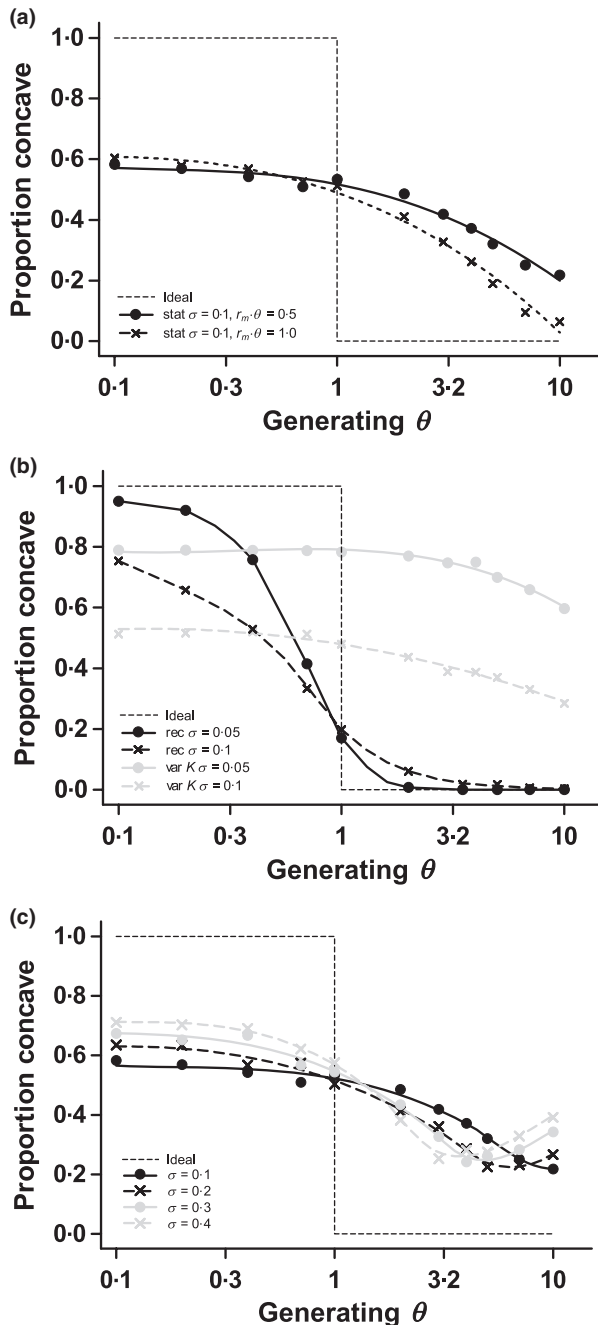 (a)
1·0
0·8
0·6
0·4
0·2
0·0
Proportion concave
Ideal
stat σ = 0·1, rₘ·θ = 0·5
stat σ = 0·1, rₘ·θ = 1·0
0·1
0·3
1
3·2
10
Generating θ
(b)
1·0
0·8
0·6
0·4
0·2
0·0
Proportion concave
Ideal
rec σ = 0·05
rec σ = 0·1
var K σ = 0·05
var K σ = 0·1
0·1
0·3
1
3·2
10
Generating θ
(c)
1·0
0·8
0·6
0·4
0·2
0·0
Proportion concave
Ideal
σ = 0·1
σ = 0·2
σ = 0·3
σ = 0·4
0·1
0·3
1
3·2
10
Generating θ